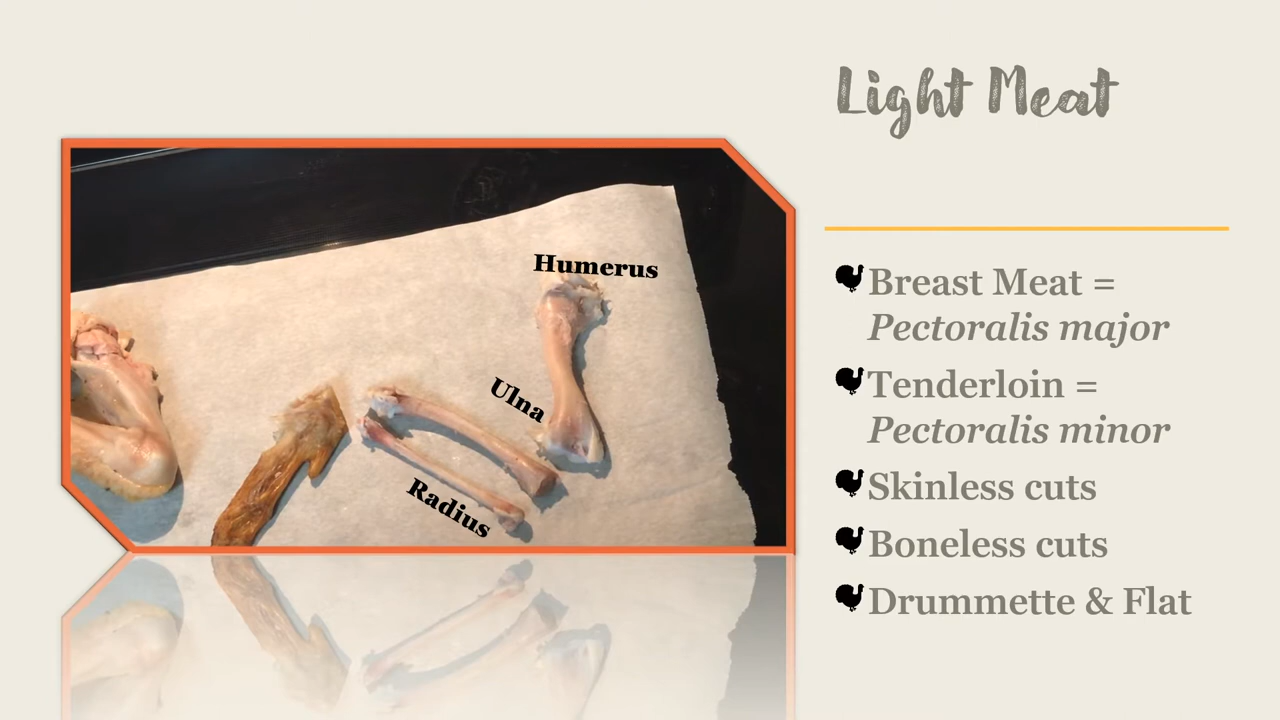 Light Meat
Humerus
Ulna
Radius
Breast Meat =
Pectoralis major
Tenderloin =
Pectoralis minor
Skinless cuts
Boneless cuts
Drummette & Flat